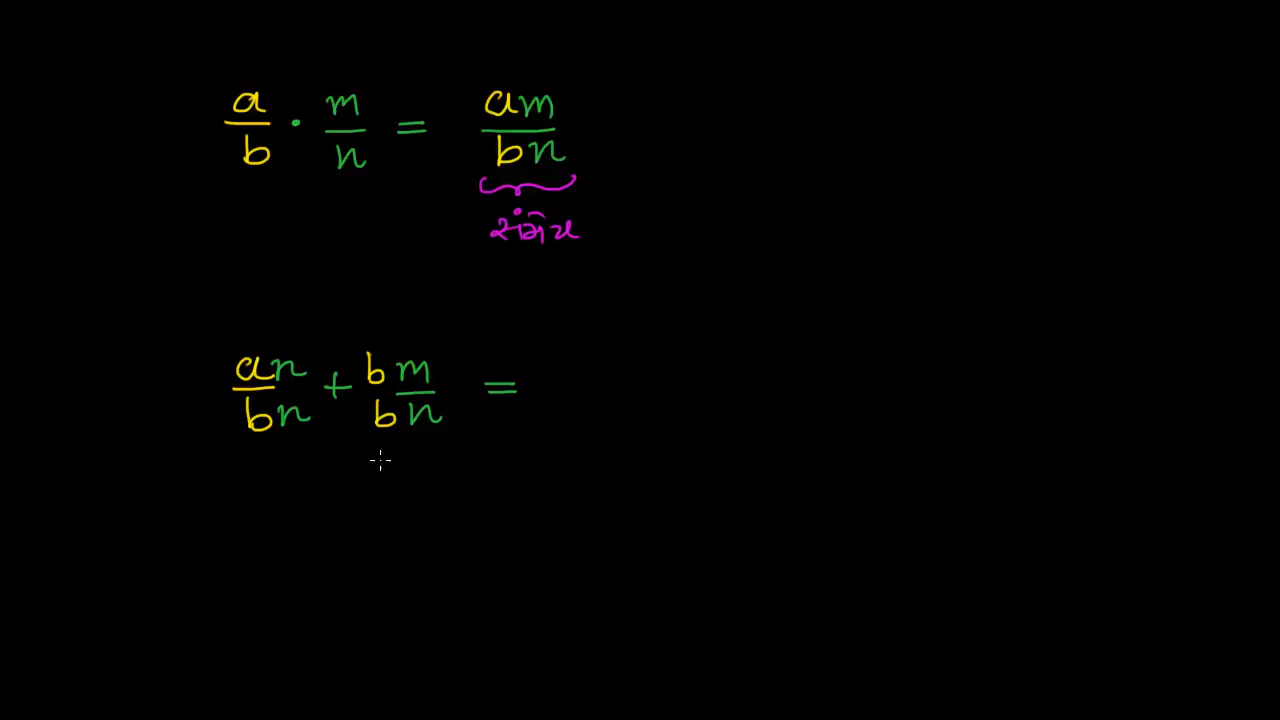 a/b · m/n = am/bn
સંમેય
an/bn + bm/bn =